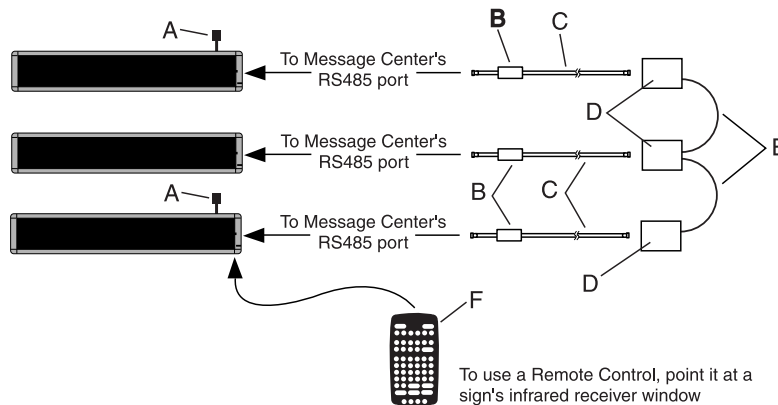 A
B
C
To Message Center's
RS485 port
D
To Message Center's
RS485 port
E
A
B
C
To Message Center's
RS485 port
D
F
To use a Remote Control, point it at a
sign's infrared receiver window